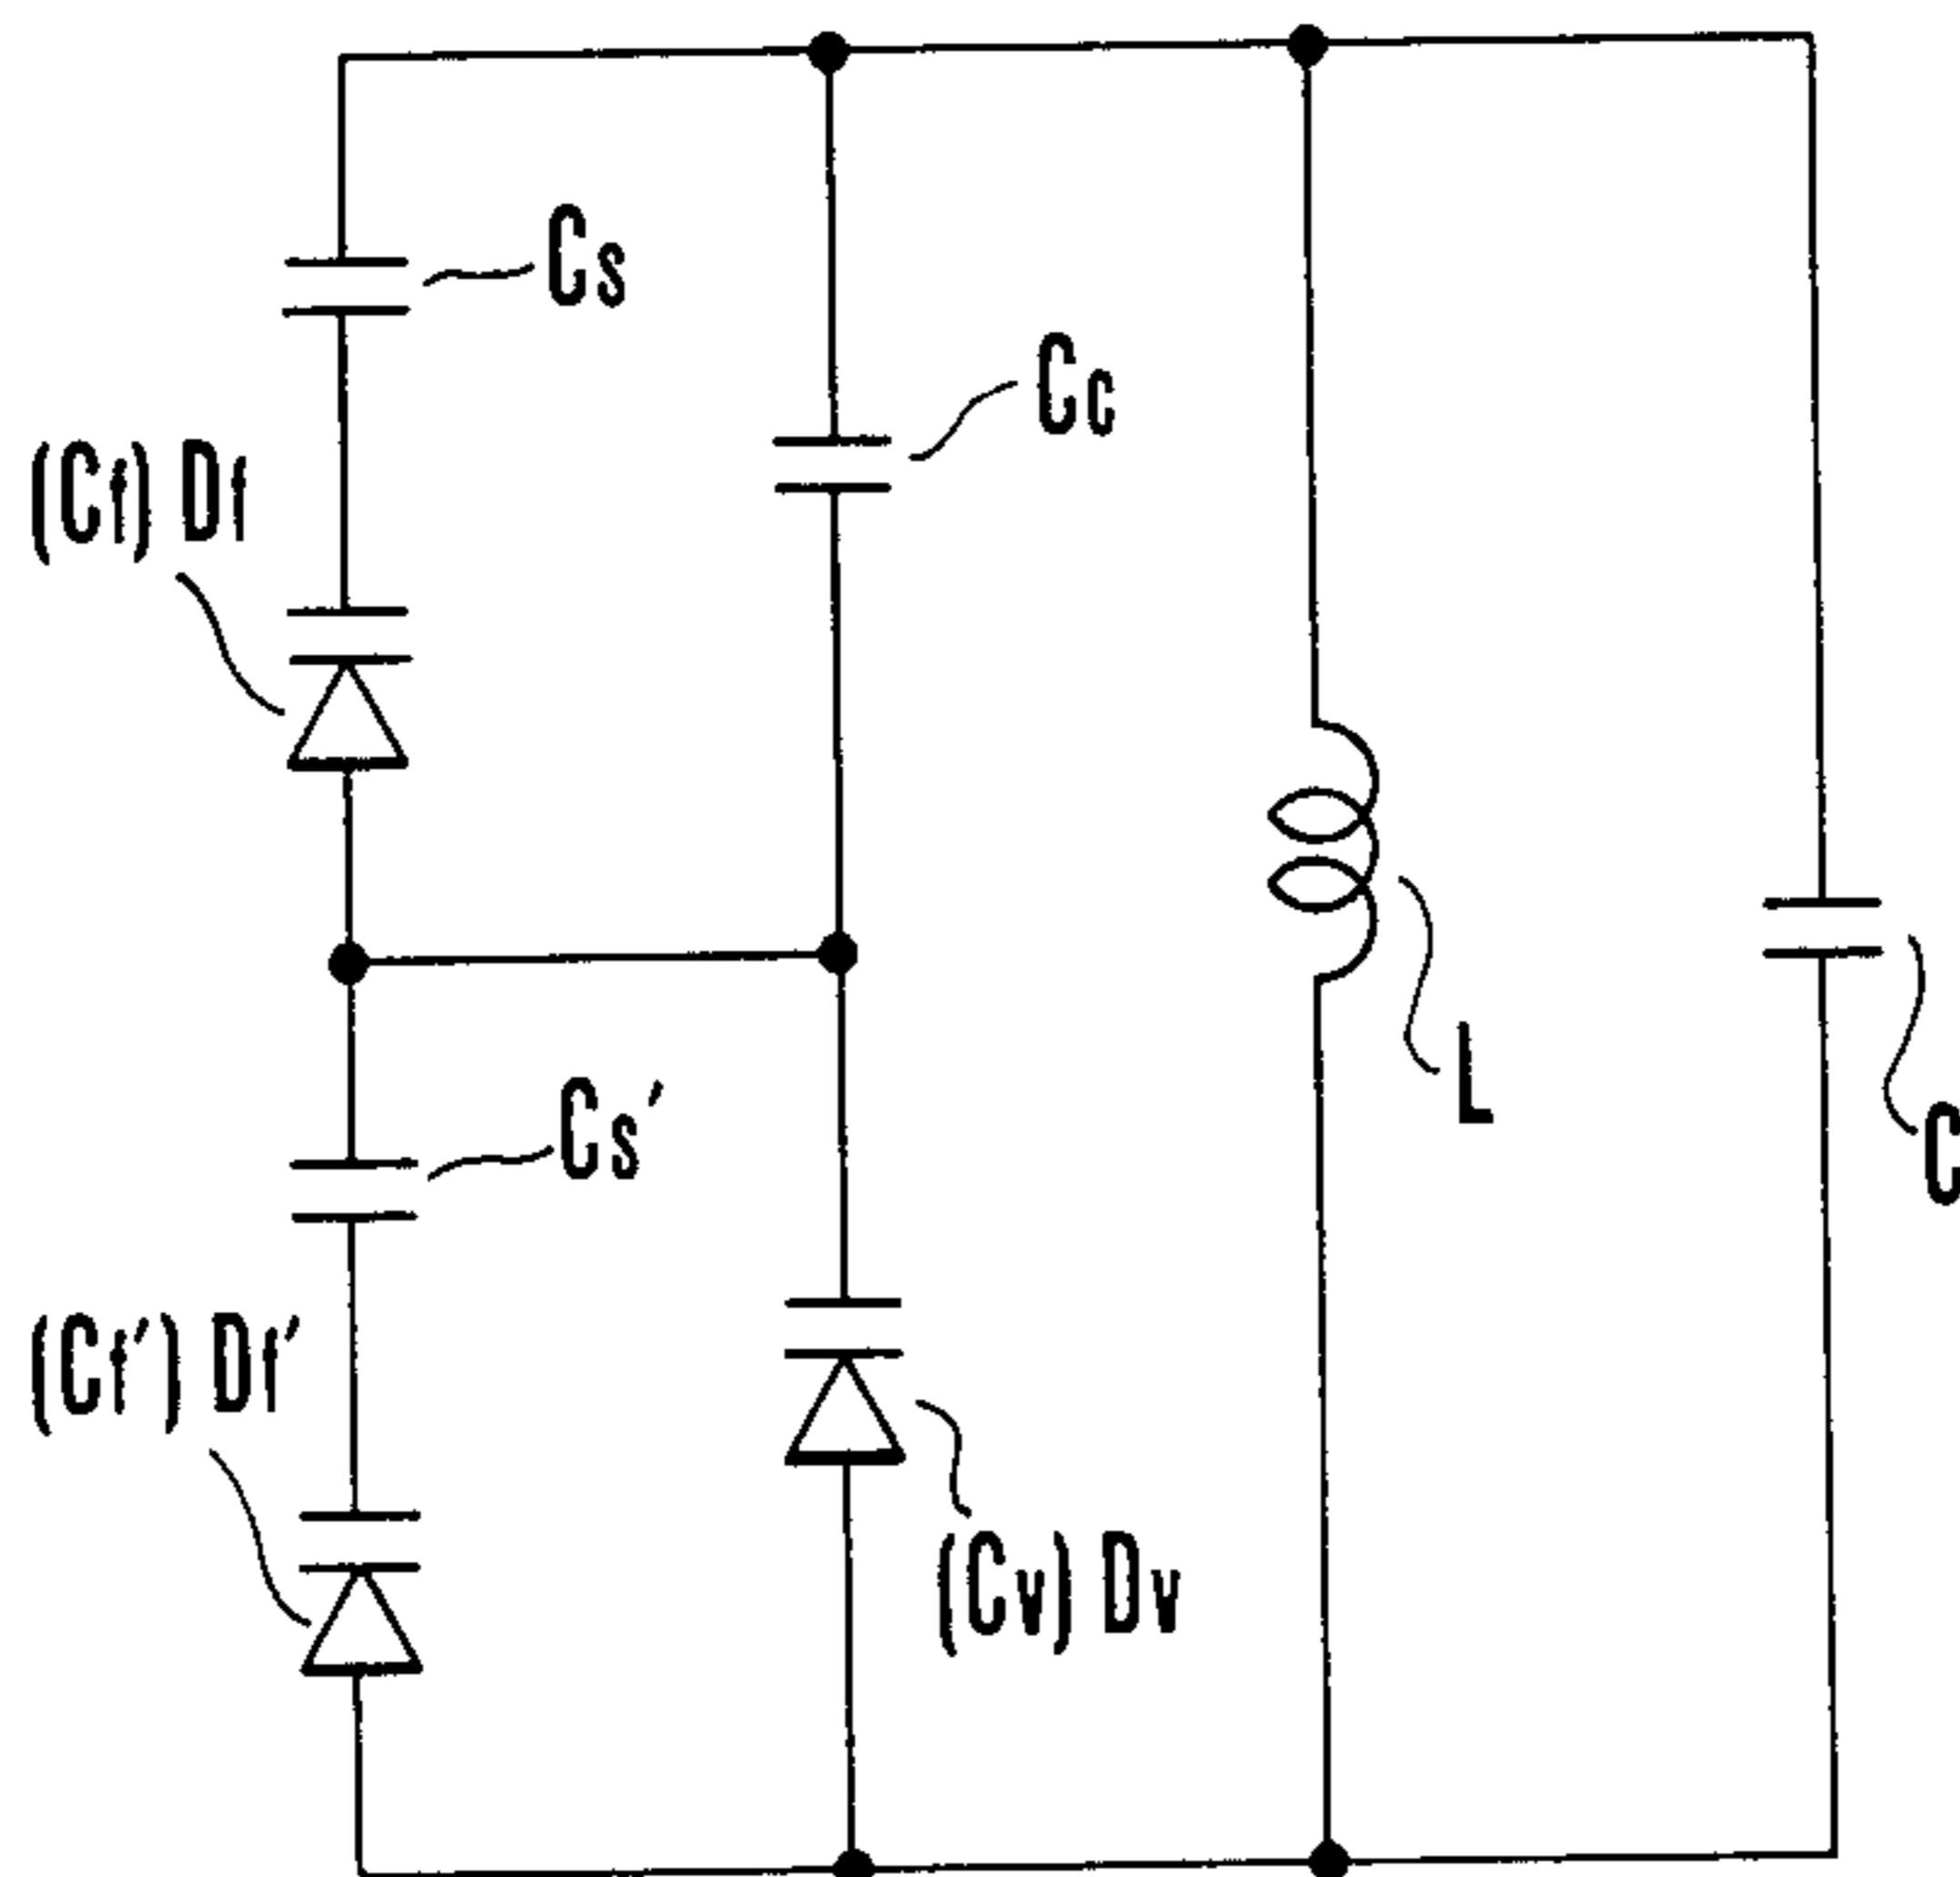 Cs
Cc
(Cf) Df
L
Cs′
C
(Cf′) Df′
(Cv) Dv